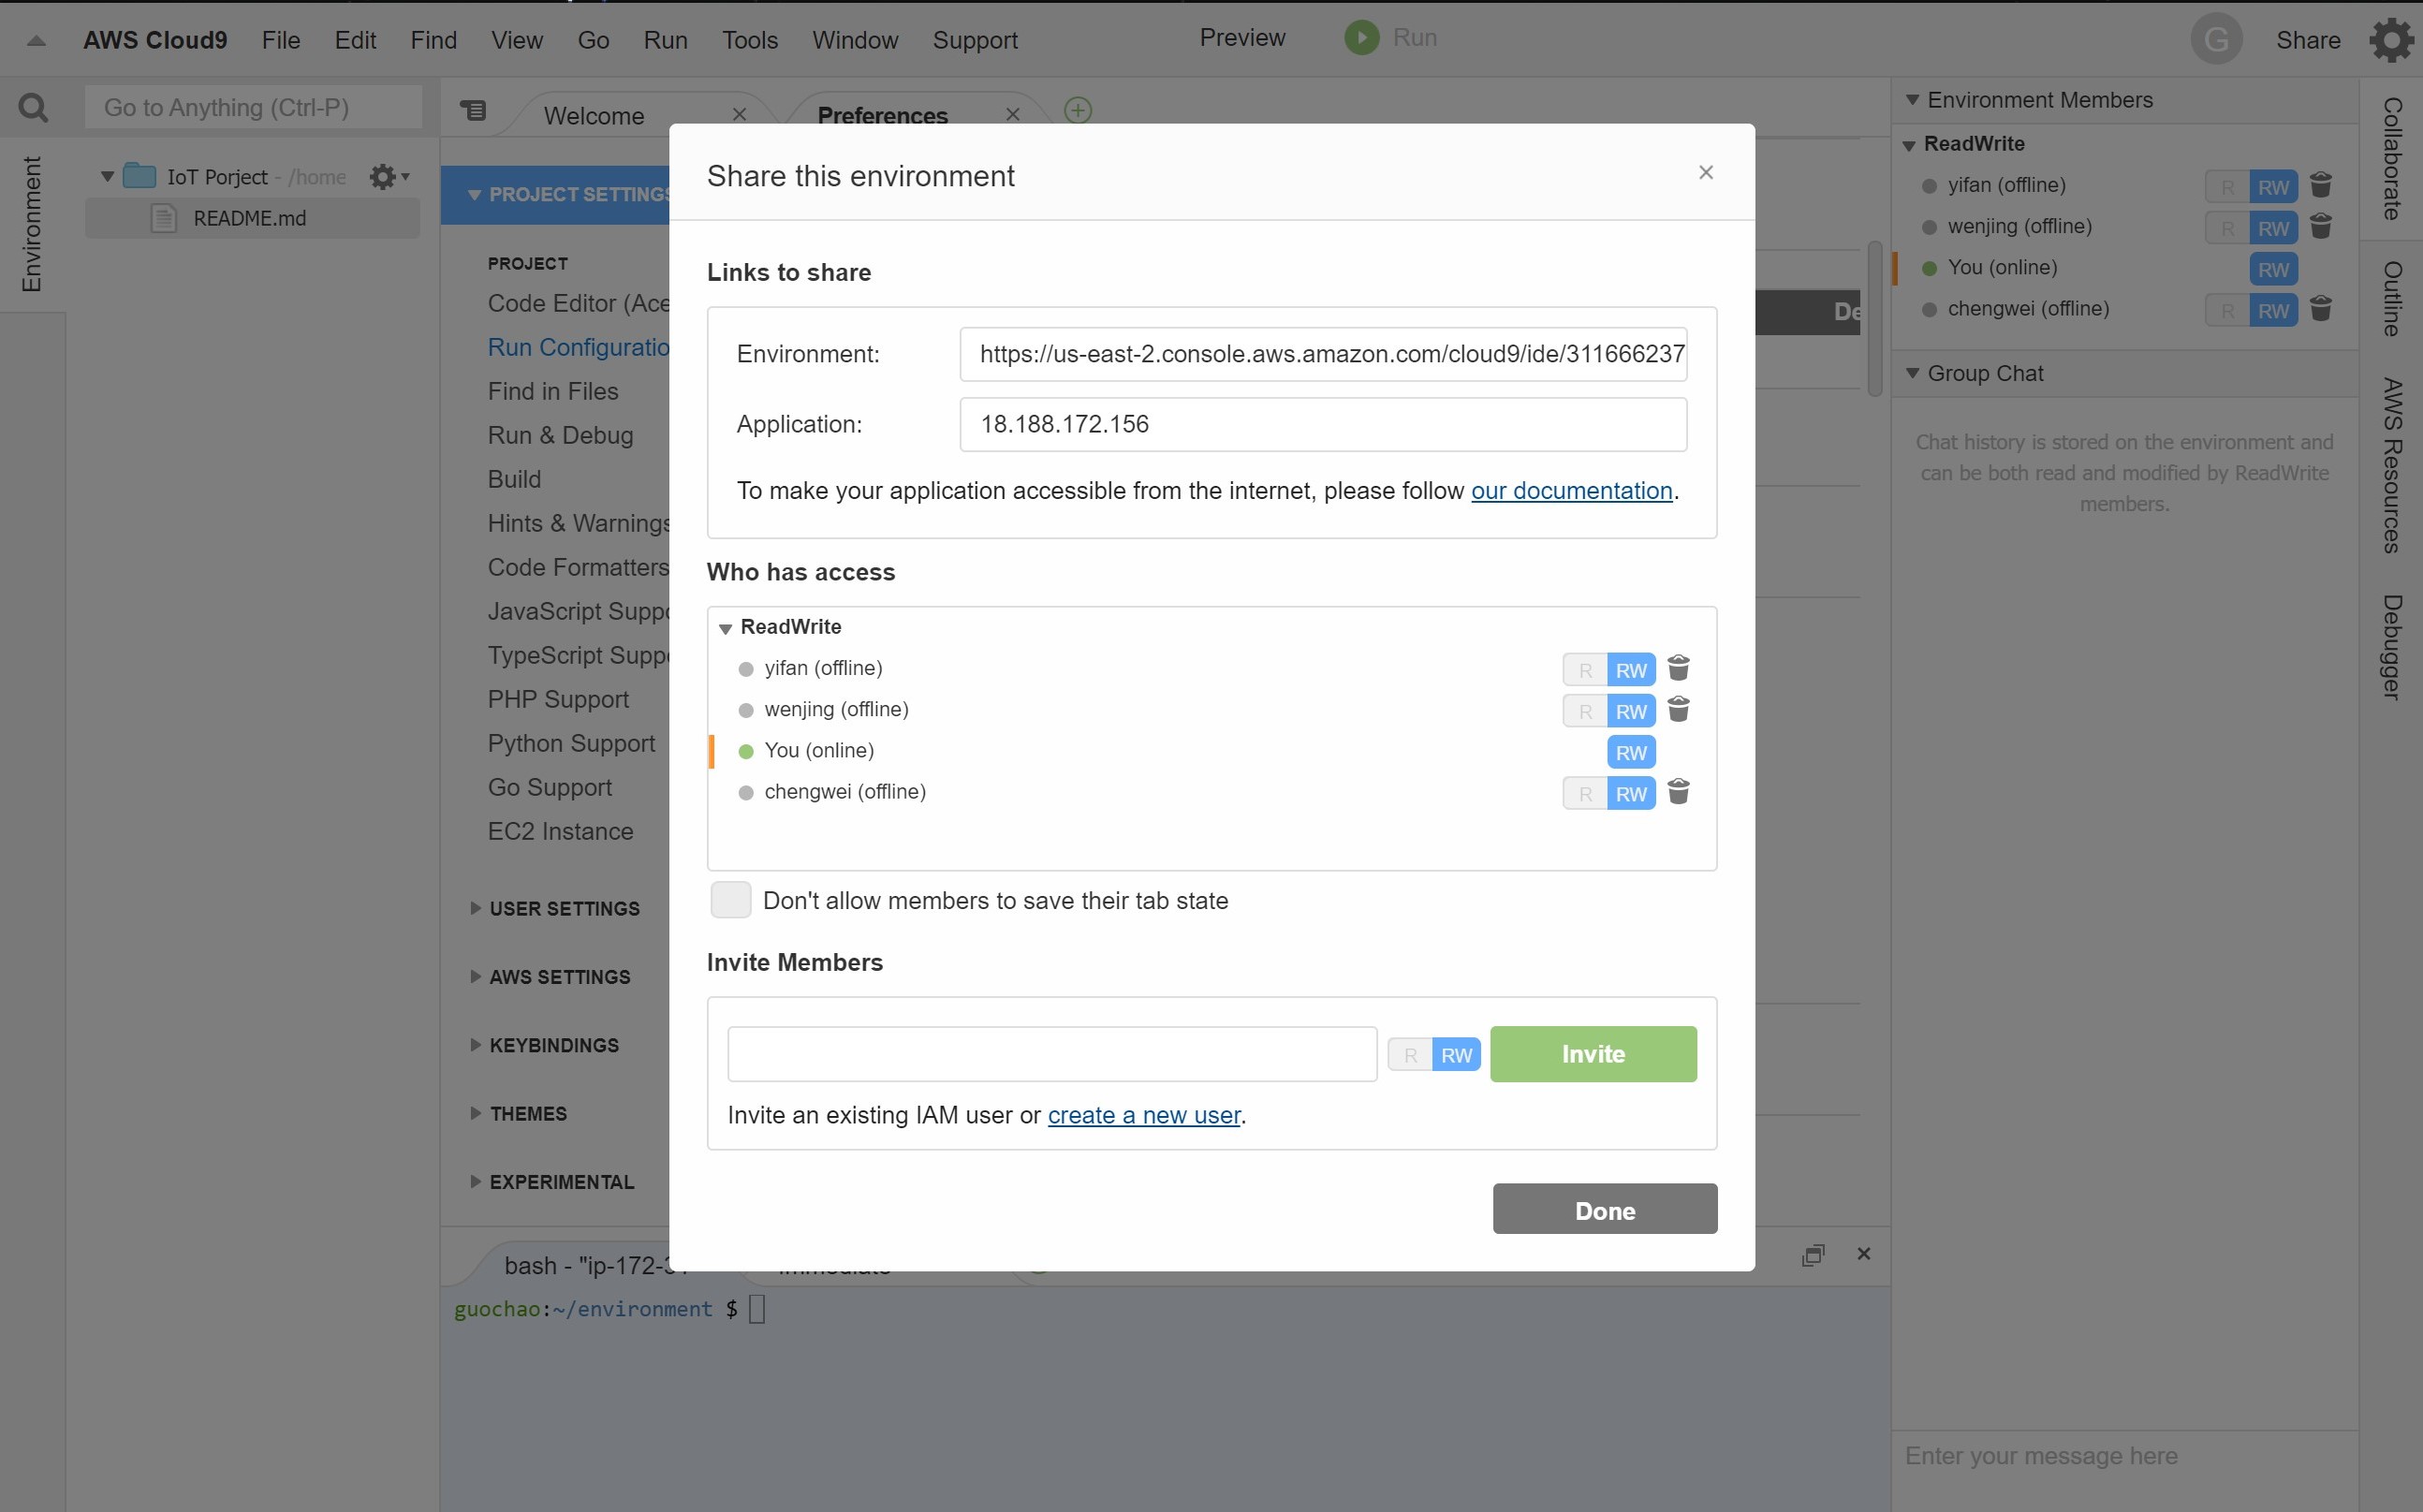 AWS Cloud9 File Edit Find View Go Run Tools Window Support Preview Run G Share
Go to Anything (Ctrl-P)
Environment
IoT Porject - /home
README.md
Welcome
Preferences
PROJECT SETTINGS
PROJECT
Code Editor (Ace
Run Configuratio
Find in Files
Run & Debug
Build
Hints & Warnings
Code Formatters
JavaScript Suppo
TypeScript Suppo
PHP Support
Python Support
Go Support
EC2 Instance
USER SETTINGS
AWS SETTINGS
KEYBINDINGS
THEMES
EXPERIMENTAL
De
Share this environment
Links to share
Environment: https://us-east-2.console.aws.amazon.com/cloud9/ide/311666237
Application: 18.188.172.156
To make your application accessible from the internet, please follow our documentation.
Who has access
ReadWrite
yifan (offline) R RW
wenjing (offline) R RW
You (online) RW
chengwei (offline) R RW
Don't allow members to save their tab state
Invite Members
R RW Invite
Invite an existing IAM user or create a new user.
Done
bash - "ip-172-3
Immediate
guochao:~/environment $
Environment Members
ReadWrite
yifan (offline) R RW
wenjing (offline) R RW
You (online) RW
chengwei (offline) R RW
Group Chat
Chat history is stored on the environment and
can be both read and modified by ReadWrite
members.
Enter your message here
Collaborate
Outline
AWS Resources
Debugger